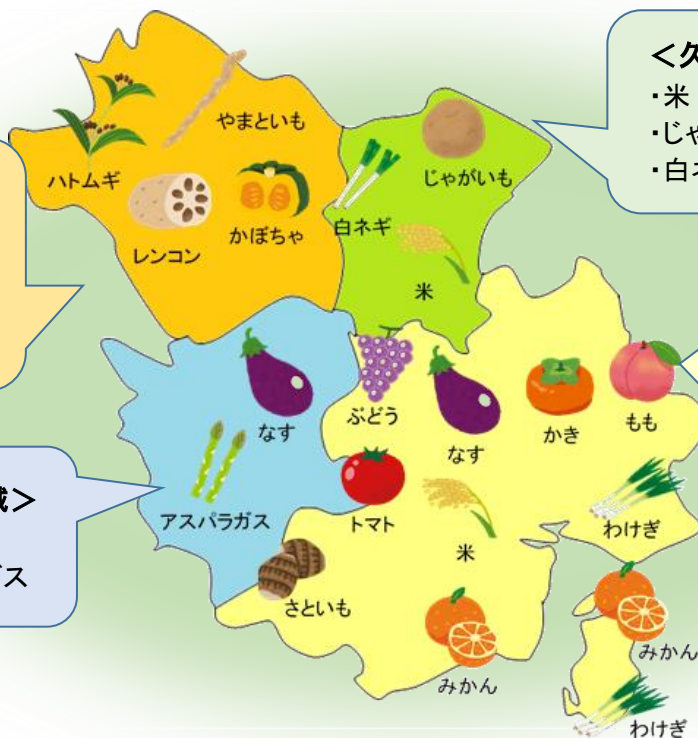 <久
・米
・じゃ
・白ネ
やまといも
じゃがいも
ハトムギ
かぼちゃ
白ネギ
レンコン
米
ぶどう
なす
なす
かき
もも
域>
ス
アスパラガス
トマト
米
わけぎ
さといも
みかん
みかん
わけぎ